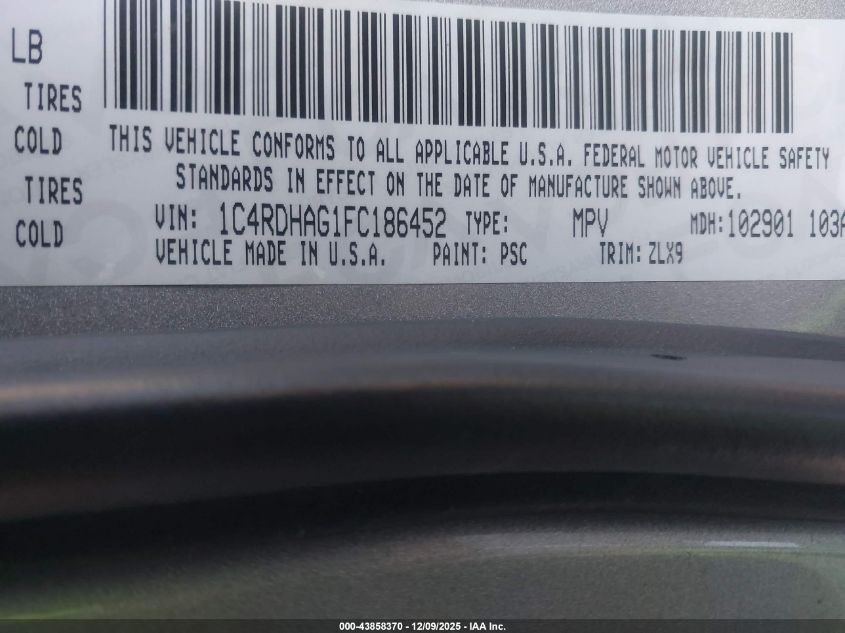 LB
TIRES
COLD
THIS VEHICLE CONFORMS TO ALL APPLICABLE U.S.A. FEDERAL MOTOR VEHICLE SAFETY
STANDARDS IN EFFECT ON THE DATE OF MANUFACTURE SHOWN ABOVE.
TIRES
VIN: 1C4RDHAG1FC186452 TYPE: MPV MDH: 102901 103A
COLD
VEHICLE MADE IN U.S.A. PAINT: PSC TRIM: ZLX9
000-43858370 - 12/09/2025 - IAA Inc.